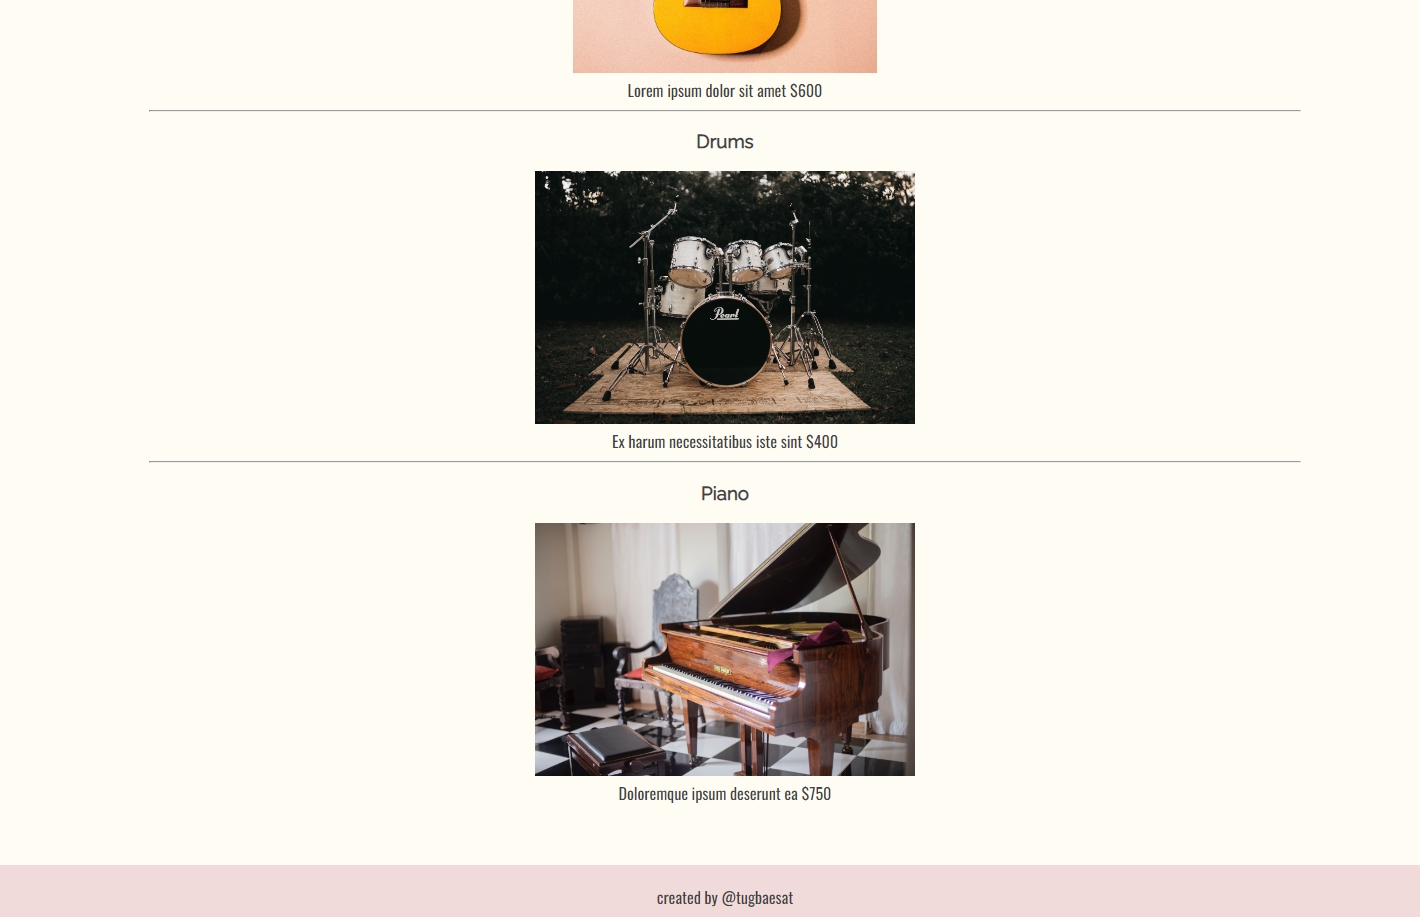 Lorem ipsum dolor sit amet $600
Drums
Pearl
Ex harum necessitatibus iste sint $400
Piano
Doloremque ipsum deserunt ea $750
created by @tugbaesat